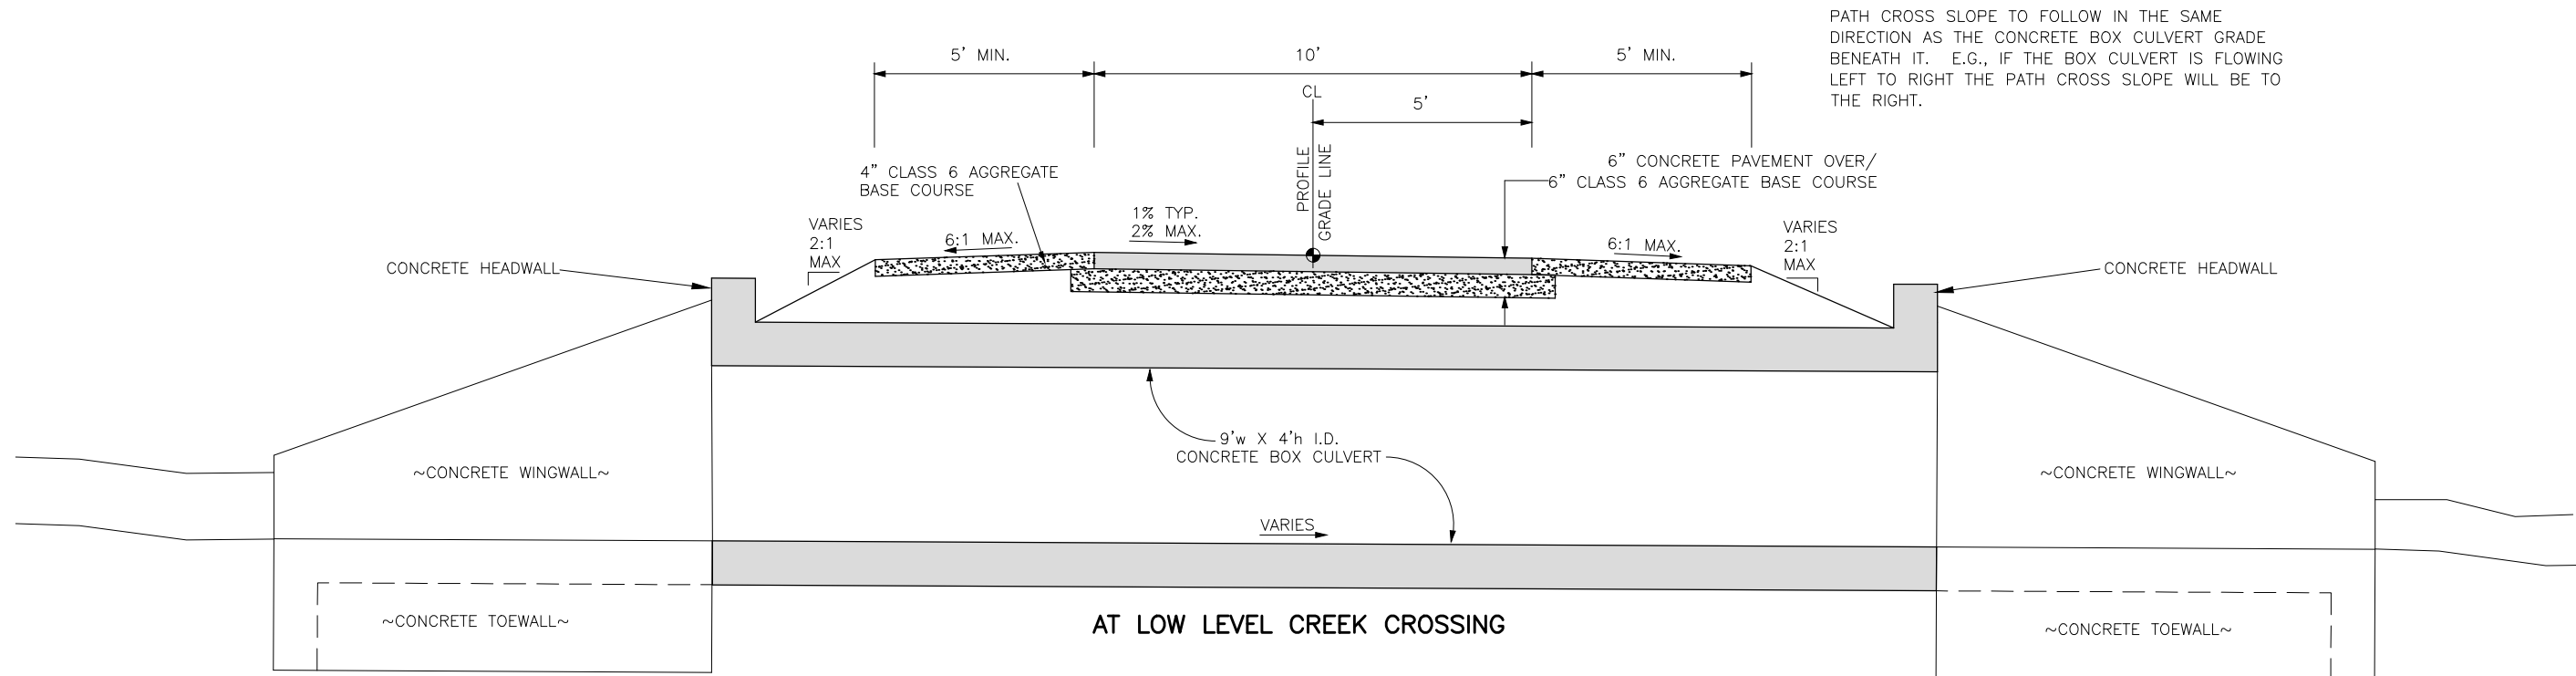 PATH CROSS SLOPE TO FOLLOW IN THE SAME
DIRECTION AS THE CONCRETE BOX CULVERT GRADE
BENEATH IT. E.G., IF THE BOX CULVERT IS FLOWING
LEFT TO RIGHT THE PATH CROSS SLOPE WILL BE TO
THE RIGHT.
5' MIN.
10'
5' MIN.
CL
5'
PROFILE
GRADE LINE
4" CLASS 6 AGGREGATE
BASE COURSE
6" CONCRETE PAVEMENT OVER/
6" CLASS 6 AGGREGATE BASE COURSE
VARIES
2:1
MAX
6:1 MAX.
1% TYP.
2% MAX.
6:1 MAX.
VARIES
2:1
MAX
CONCRETE HEADWALL
CONCRETE HEADWALL
9'w X 4'h I.D.
CONCRETE BOX CULVERT
~CONCRETE WINGWALL~
~CONCRETE WINGWALL~
VARIES
~CONCRETE TOEWALL~
AT LOW LEVEL CREEK CROSSING
~CONCRETE TOEWALL~